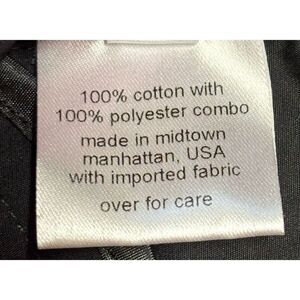 100% cotton with
100% polyester combo
made in midtown
manhattan, USA
with imported fabric
over for care